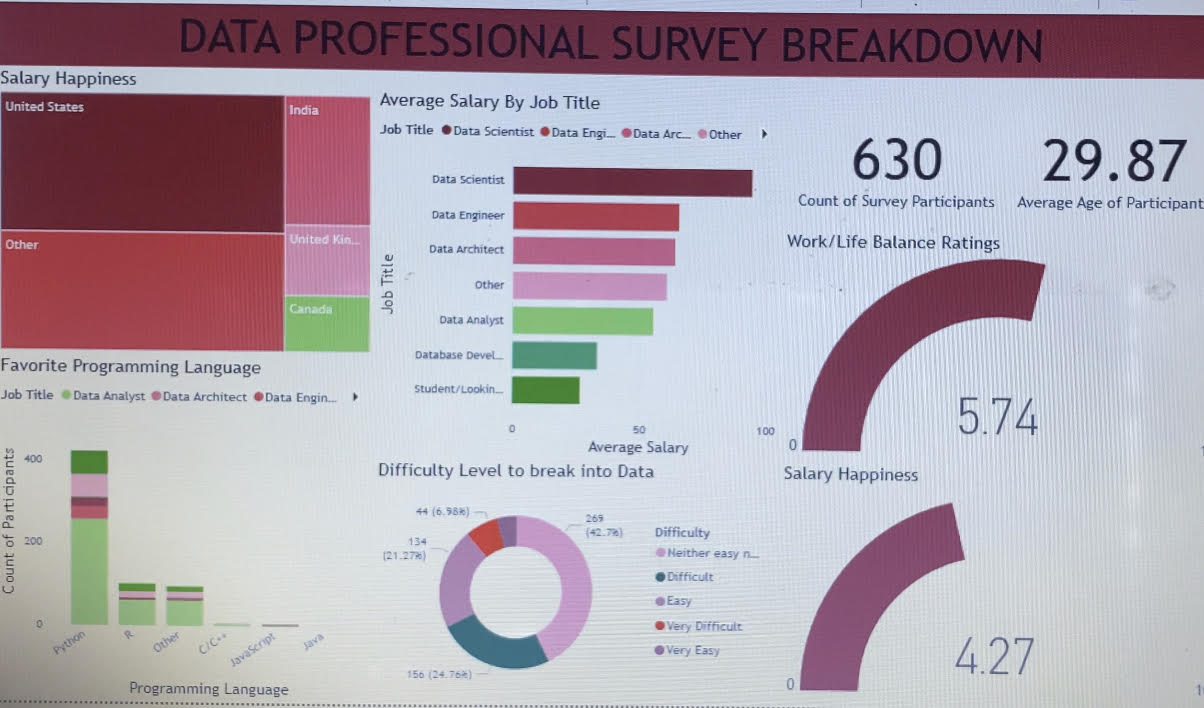 DATA PROFESSIONAL SURVEY BREAKDOWN
Salary Happiness
United States
India
Other
United Kin...
Canada
Average Salary By Job Title
Job Title Data Scientist Data Engi... Data Arc... Other
Job Title
Data Scientist
Data Engineer
Data Architect
Other
Data Analyst
Database Devel...
Student/Lookin...
0 50 100
Average Salary
630
Count of Survey Participants
29.87
Average Age of Participant
Work/Life Balance Ratings
0
5.74
Favorite Programming Language
Job Title Data Analyst Data Architect Data Engin...
Count of Participants
400
200
0
Python R Other C/C++ JavaScript Java
Programming Language
Difficulty Level to break into Data
44 (6.98%)
269
(42.7%)
134
(21.27%)
156 (24.76%)
Difficulty
Neither easy n...
Difficult
Easy
Very Difficult
Very Easy
Salary Happiness
0
4.27